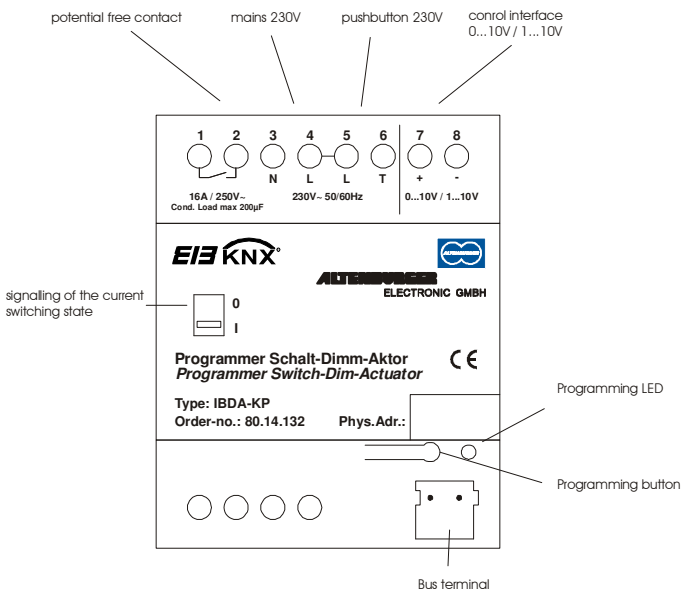 potential free contact
mains 230V
pushbutton 230V
conrol interface
0...10V / 1...10V
1 2 3 4 5 6 7 8
N L L T + -
16A / 250V~ 230V~ 50/60Hz 0...10V / 1...10V
Cond. Load max 200µF
EIB KNX®
ALTENBURGER
ELECTRONIC GMBH
signalling of the current
switching state
0
I
Programmer Schalt-Dimm-Aktor
Programmer Switch-Dim-Actuator
CE
Type: IBDA-KP
Order-no.: 80.14.132 Phys.Adr.:
Programming LED
Programming button
Bus terminal